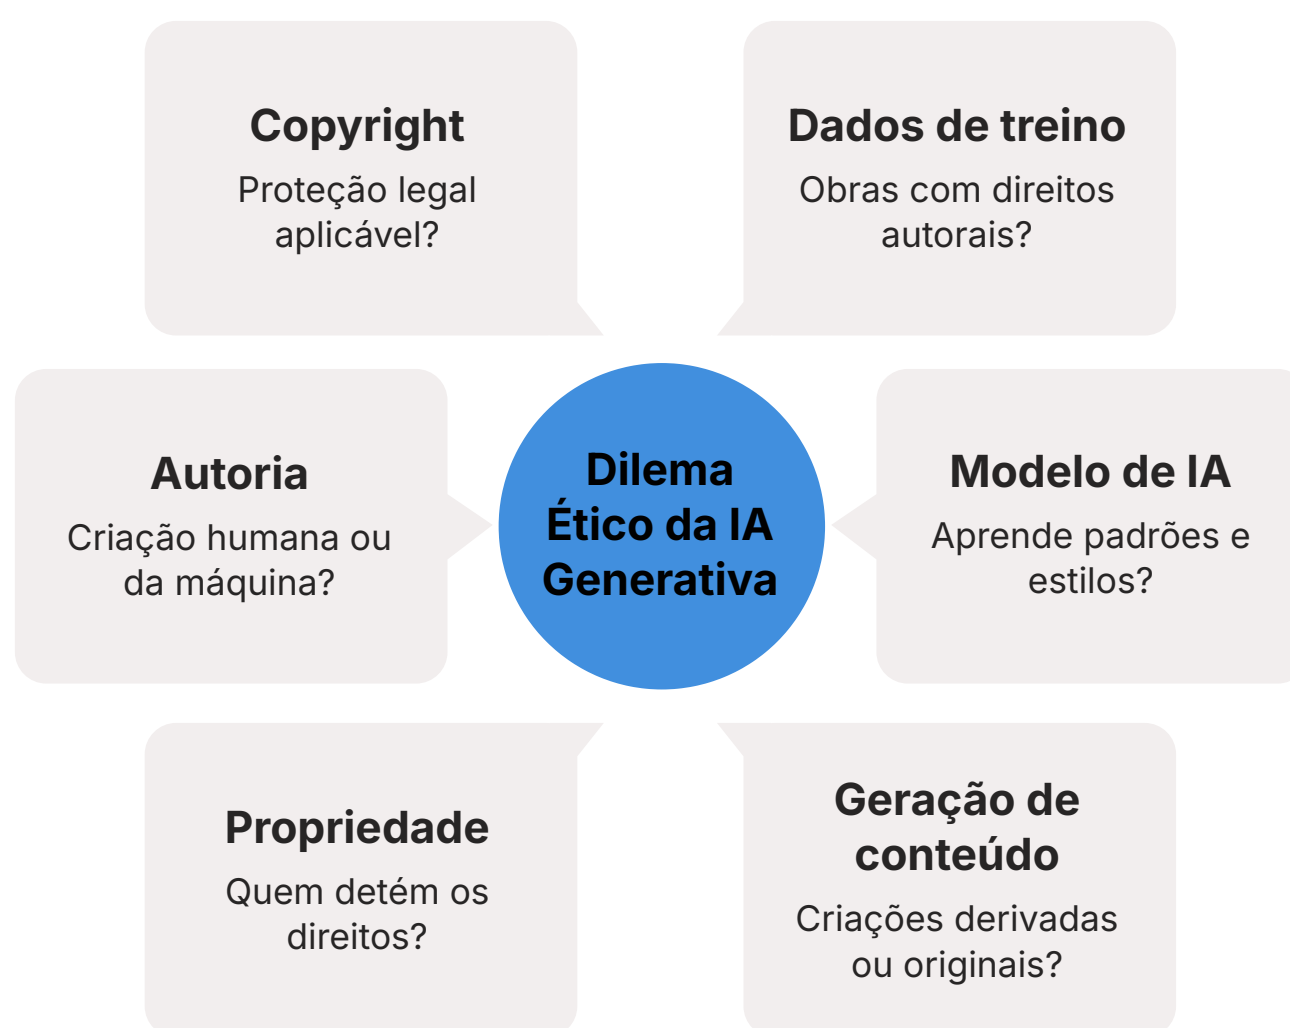 Copyright
Proteção legal
aplicável?
Dados de treino
Obras com direitos
autorais?
Autoria
Criação humana ou
da máquina?
Dilema
Ético da IA
Generativa
Modelo de IA
Aprende padrões e
estilos?
Propriedade
Quem detém os
direitos?
Geração de
conteúdo
Criações derivadas
ou originais?